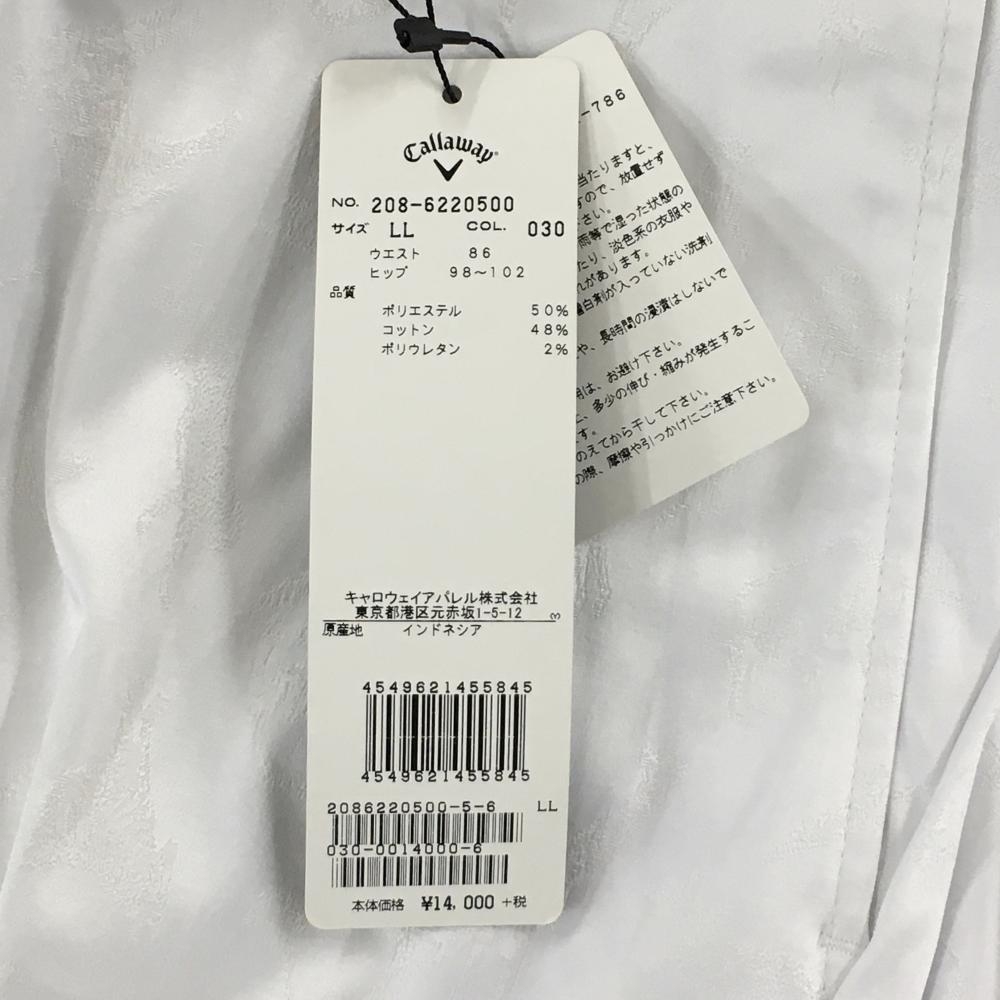 Callaway
NO. 208-6220500
サイズ LL COL. 030
ウエスト 86
ヒップ 98～102
品質
ポリエステル 50%
コットン 48%
ポリウレタン 2%
キャロウェイアパレル株式会社
東京都港区元赤坂1-5-12 3
原産地 インドネシア
4549621455845
4549621455845
2086220500-5-6 LL
030-0014000-6
本体価格 ¥14,000 +税
-786
当たりますと、
すので、放置せず
さい。
雨等で湿った状態の
たり、淡色系の衣服や
れがあります。
白剤が入っていない洗剤
や、長時間の浸漬はしないで
は、お避け下さい。
、多少の伸び・縮みが発生するこ
す。
のえてから干して下さい。
の際、摩擦や引っかけにご注意下さい。